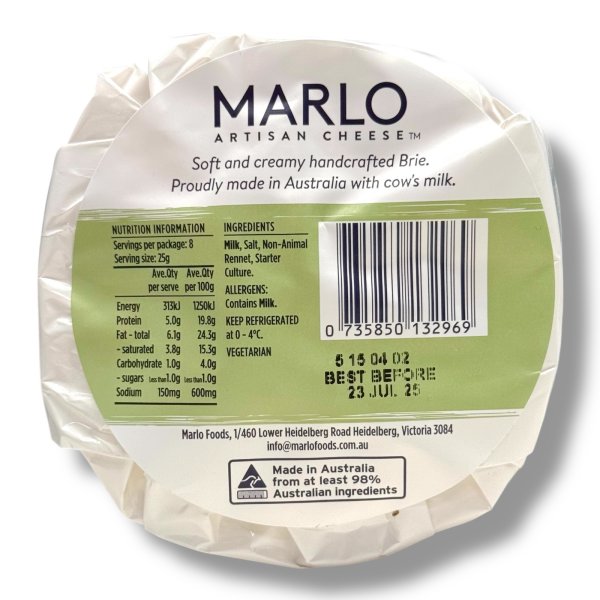 MARLO
ARTISAN CHEESE™
Soft and creamy handcrafted Brie.
Proudly made in Australia with cow's milk.
NUTRITION INFORMATION
Servings per package: 8
Serving size: 25g
Ave.Qty Ave.Qty
per serve per 100g
Energy 313kJ 1250kJ
Protein 5.0g 19.8g
Fat - total 6.1g 24.3g
- saturated 3.8g 15.3g
Carbohydrate 1.0g 4.0g
- sugars Less than1.0g Less than1.0g
Sodium 150mg 600mg
INGREDIENTS
Milk, Salt, Non-Animal
Rennet, Starter
Culture.
ALLERGENS:
Contains Milk.
KEEP REFRIGERATED
at 0 - 4°C.
VEGETARIAN
0 735850 132969
5 15 04 02
BEST BEFORE
23 JUL 25
Marlo Foods, 1/460 Lower Heidelberg Road Heidelberg, Victoria 3084
info@marlofoods.com.au
Made in Australia
from at least 98%
Australian ingredients